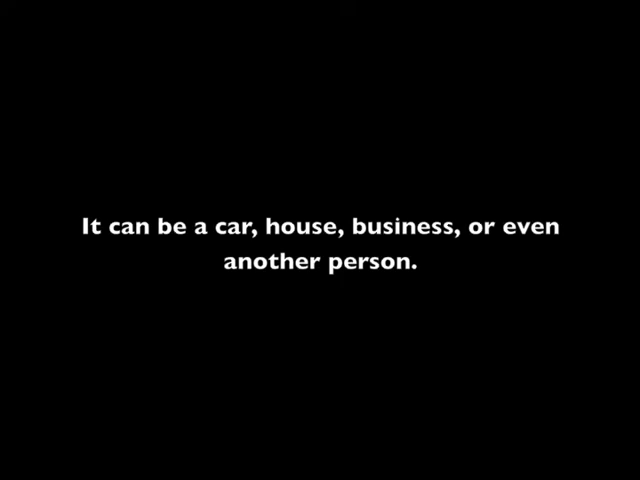 It can be a car, house, business, or even
another person.